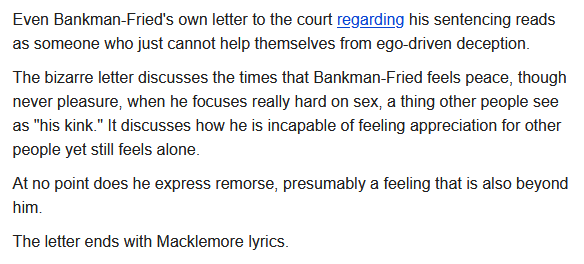 Even Bankman-Fried's own letter to the court regarding his sentencing reads
as someone who just cannot help themselves from ego-driven deception.
The bizarre letter discusses the times that Bankman-Fried feels peace, though
never pleasure, when he focuses really hard on sex, a thing other people see
as "his kink." It discusses how he is incapable of feeling appreciation for other
people yet still feels alone.
At no point does he express remorse, presumably a feeling that is also beyond
him.
The letter ends with Macklemore lyrics.